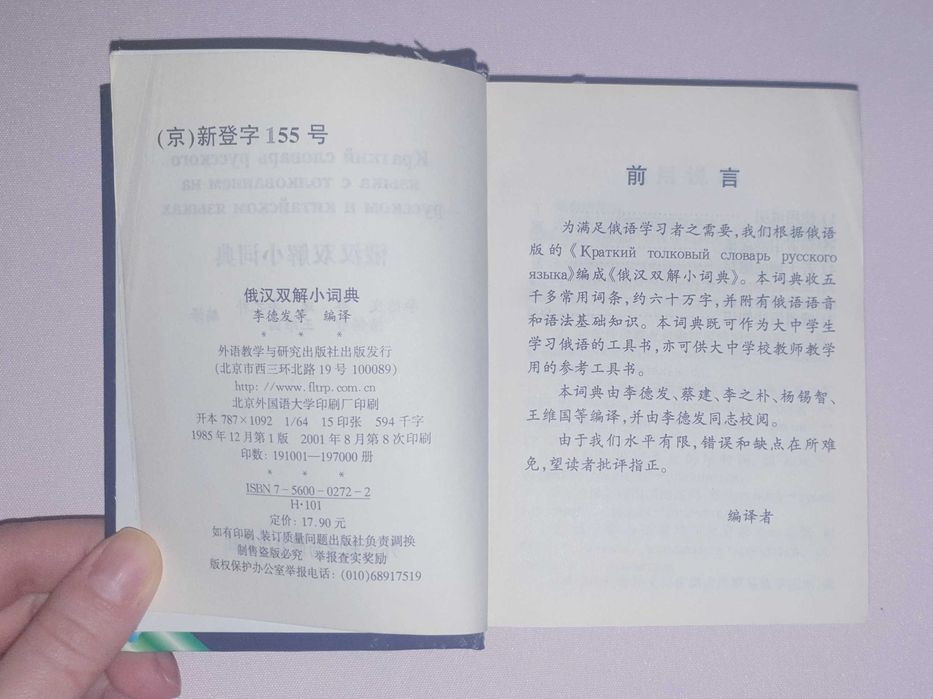 (京)新登字 155 号
俄汉双解小词典
李德发等 编译
* * *
外语教学与研究出版社出版发行
(北京市西三环北路 19 号 100089)
http: //www.fltrp.com.cn
北京外国语大学印刷厂印刷
开本 787×1092 1/64 15 印张 594 千字
1985 年 12 月第 1 版 2001 年 8 月第 8 次印刷
印数: 191001—197000 册
* * *
ISBN 7-5600-0272-2
H·101
定价: 17.90 元
如有印刷、装订质量问题出版社负责调换
制售盗版必究 举报查实奖励
版权保护办公室举报电话: (010)68917519
前 言
为满足俄语学习者之需要,我们根据俄语
版的《Краткий толковый словарь русского
языка》编成《俄汉双解小词典》。本词典收五
千多常用词条,约六十万字,并附有俄语语音
和语法基础知识。本词典既可作为大中学生
学习俄语的工具书,亦可供大中学校教师教学
用的参考工具书。
本词典由李德发、蔡建、李之朴、杨锡智、
王维国等编译,并由李德发同志校阅。
由于我们水平有限,错误和缺点在所难
免,望读者批评指正。
编译者